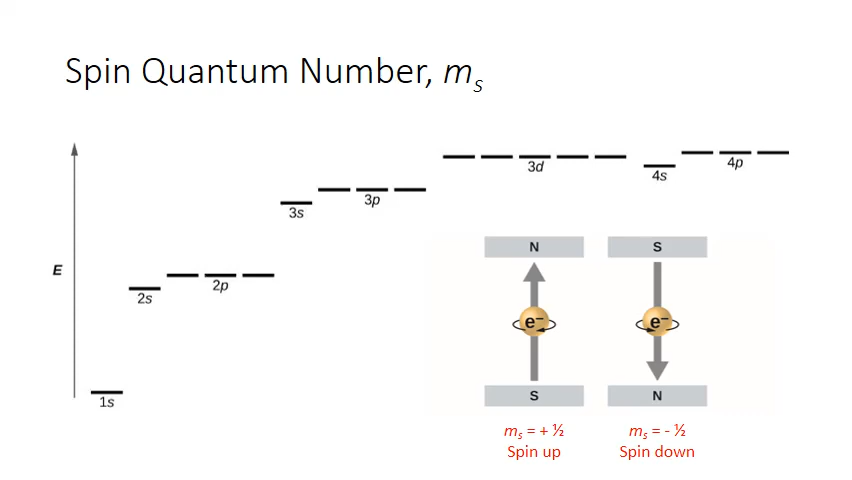 Spin Quantum Number, mₛ
3d
4s
4p
3s
3p
E
2s
2p
1s
N
S
e⁻
e⁻
S
N
mₛ = + ½
Spin up
mₛ = - ½
Spin down